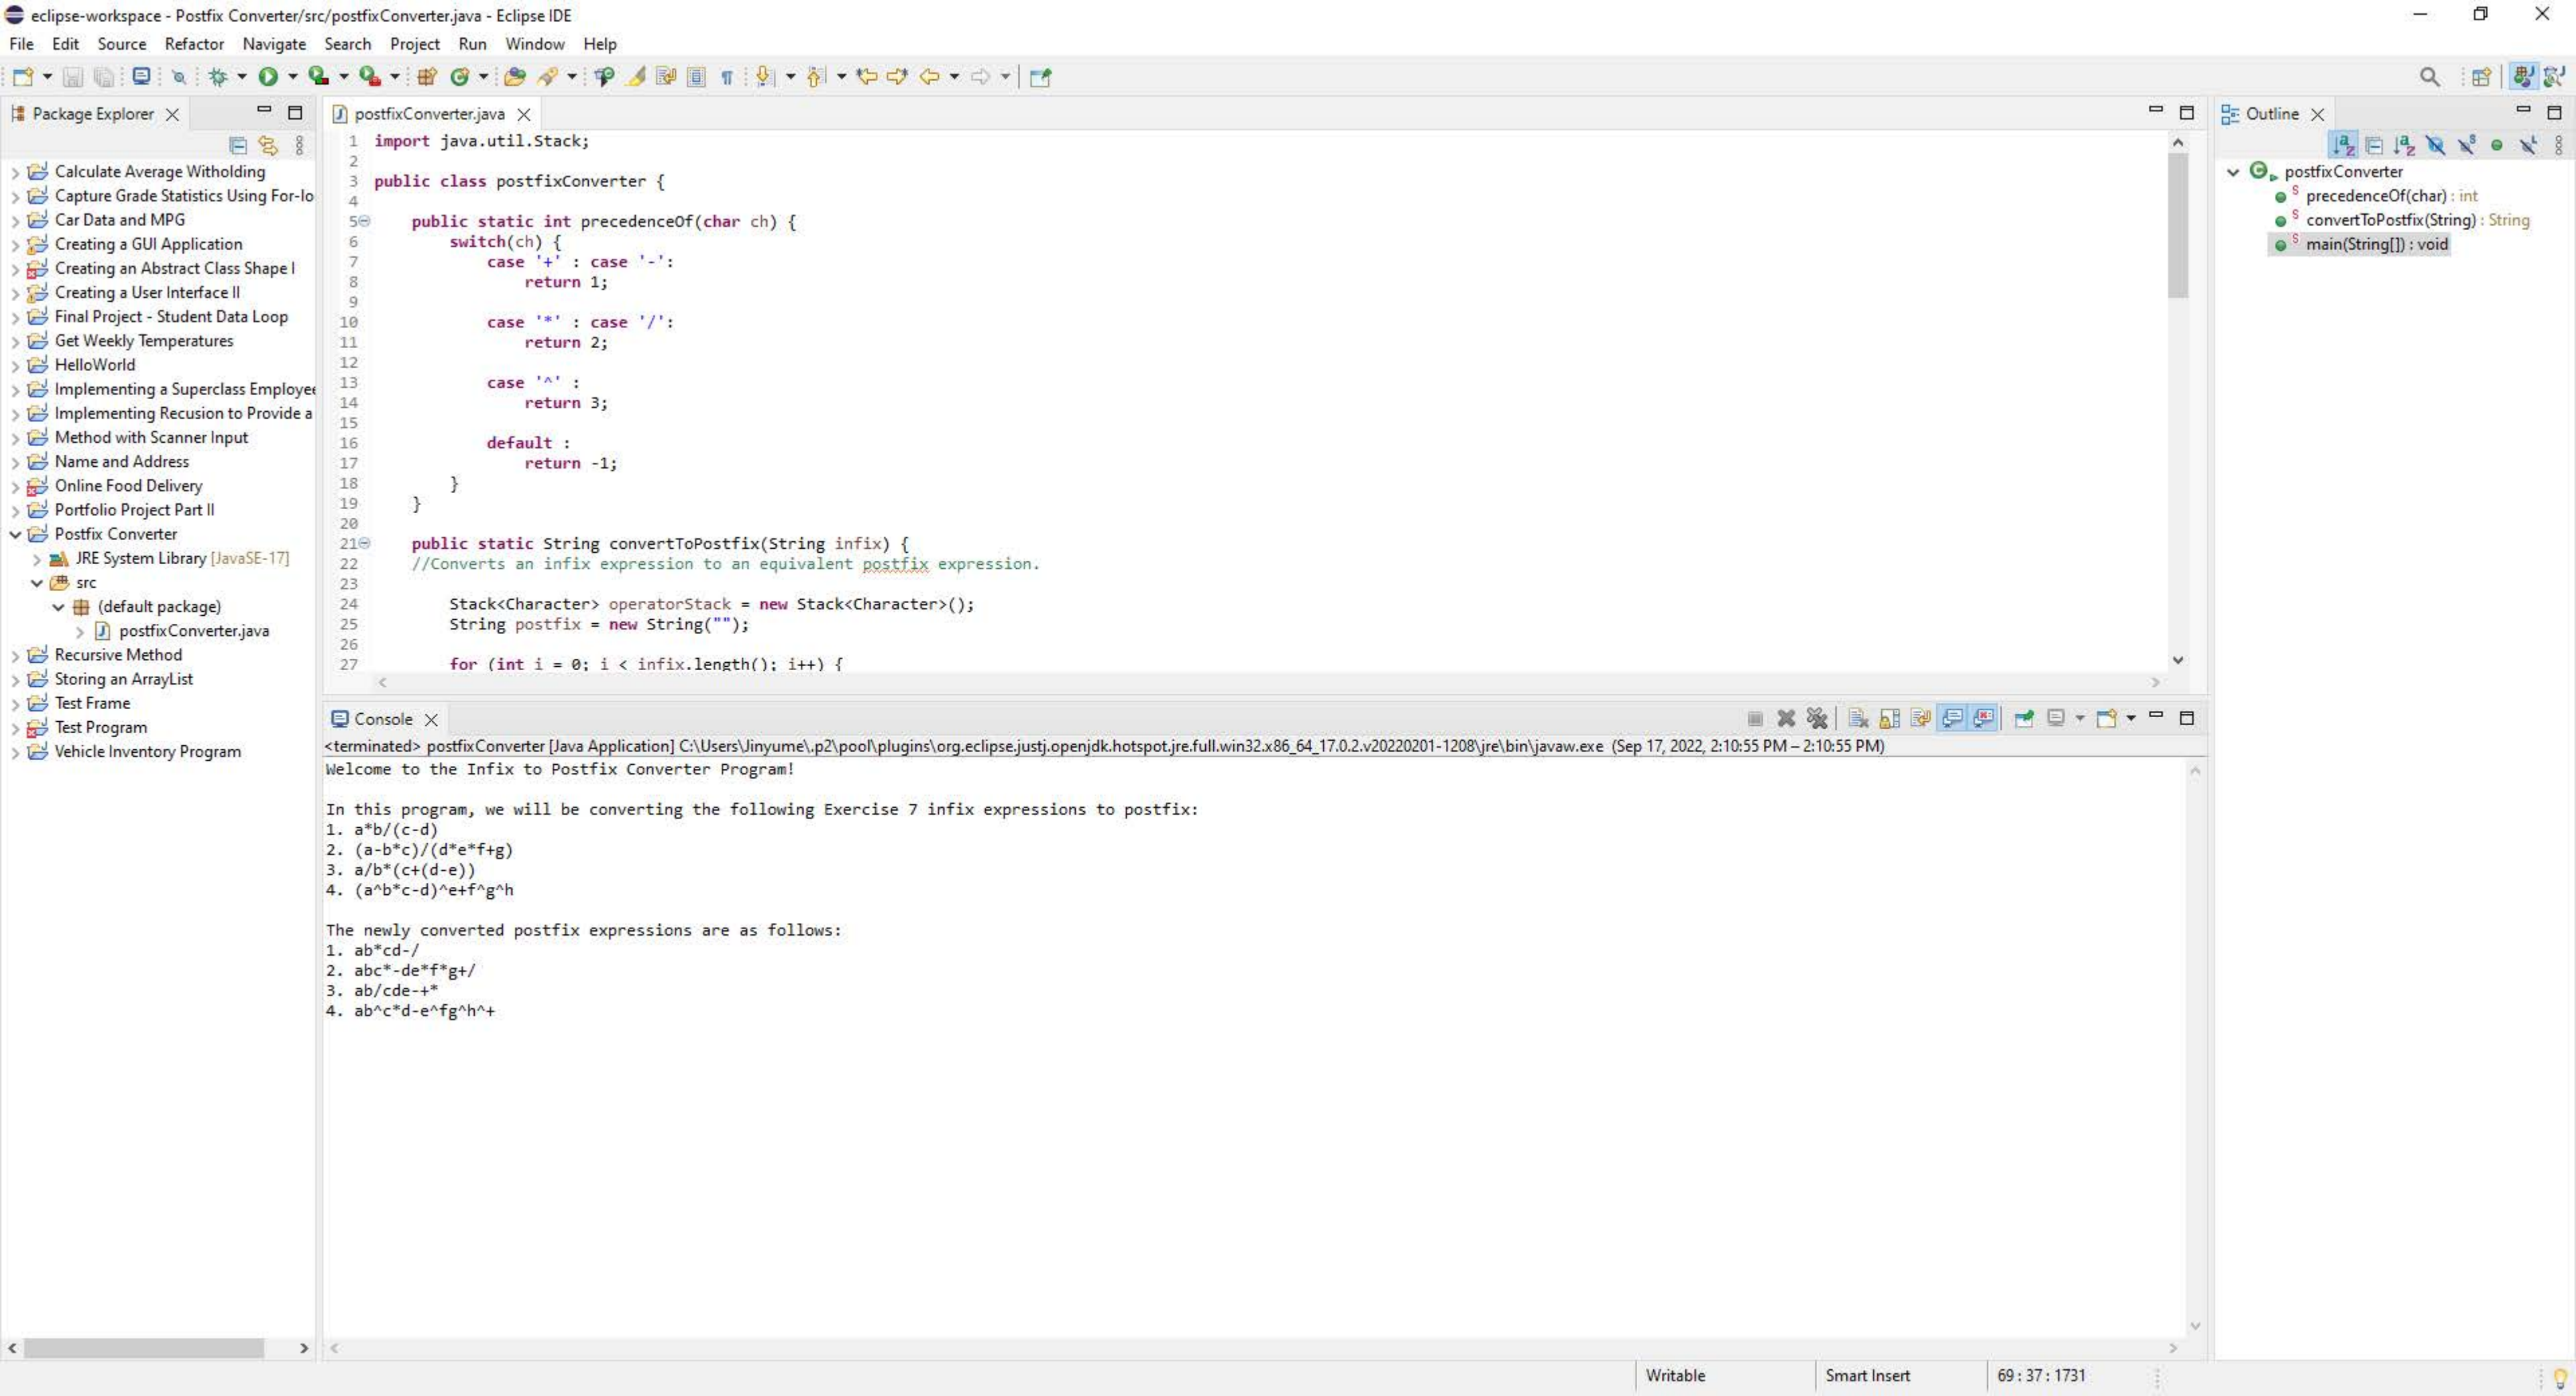 eclipse-workspace - Postfix Converter/src/postfixConverter.java - Eclipse IDE
File Edit Source Refactor Navigate Search Project Run Window Help
Package Explorer
Calculate Average Witholding
Capture Grade Statistics Using For-lo
Car Data and MPG
Creating a GUI Application
Creating an Abstract Class Shape I
Creating a User Interface II
Final Project - Student Data Loop
Get Weekly Temperatures
HelloWorld
Implementing a Superclass Employee
Implementing Recusion to Provide a
Method with Scanner Input
Name and Address
Online Food Delivery
Portfolio Project Part II
Postfix Converter
JRE System Library [JavaSE-17]
src
(default package)
postfixConverter.java
Recursive Method
Storing an ArrayList
Test Frame
Test Program
Vehicle Inventory Program
postfixConverter.java
1 import java.util.Stack;
2
3 public class postfixConverter {
4
5 public static int precedenceOf(char ch) {
6 switch(ch) {
7 case '+' : case '-':
8 return 1;
9
10 case '*' : case '/':
11 return 2;
12
13 case '^' :
14 return 3;
15
16 default :
17 return -1;
18 }
19 }
20
21 public static String convertToPostfix(String infix) {
22 //Converts an infix expression to an equivalent postfix expression.
23
24 Stack<Character> operatorStack = new Stack<Character>();
25 String postfix = new String("");
26
27 for (int i = 0; i < infix.length(); i++) {
Console
<terminated> postfixConverter [Java Application] C:\Users\Jinyume\.p2\pool\plugins\org.eclipse.justj.openjdk.hotspot.jre.full.win32.x86_64_17.0.2.v20220201-1208\jre\bin\javaw.exe (Sep 17, 2022, 2:10:55 PM – 2:10:55 PM)
Welcome to the Infix to Postfix Converter Program!
In this program, we will be converting the following Exercise 7 infix expressions to postfix:
1. a*b/(c-d)
2. (a-b*c)/(d*e*f+g)
3. a/b*(c+(d-e))
4. (a^b*c-d)^e+f^g^h
The newly converted postfix expressions are as follows:
1. ab*cd-/
2. abc*-de*f*g+/
3. ab/cde-+*
4. ab^c*d-e^fg^h^+
Outline
postfixConverter
precedenceOf(char) : int
convertToPostfix(String) : String
main(String[]) : void
Writable
Smart Insert
69 : 37 : 1731